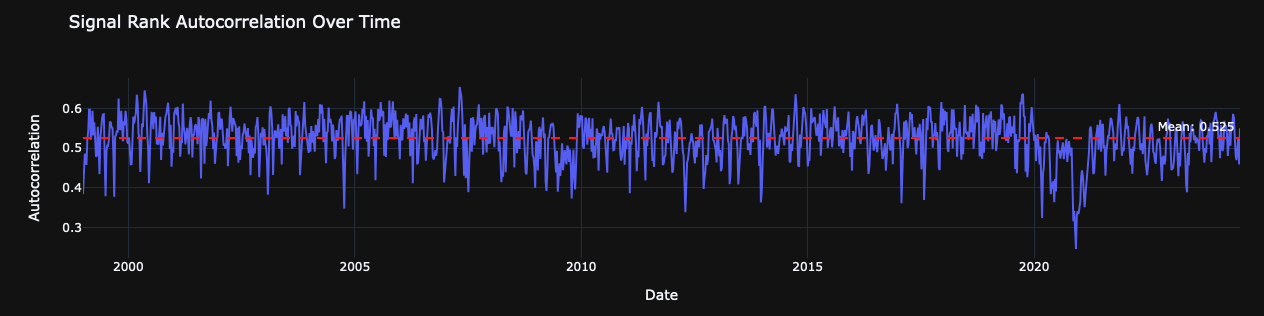 Signal Rank Autocorrelation Over Time
Autocorrelation
0.6
0.5
0.4
0.3
Mean: 0.525
2000 2005 2010 2015 2020
Date